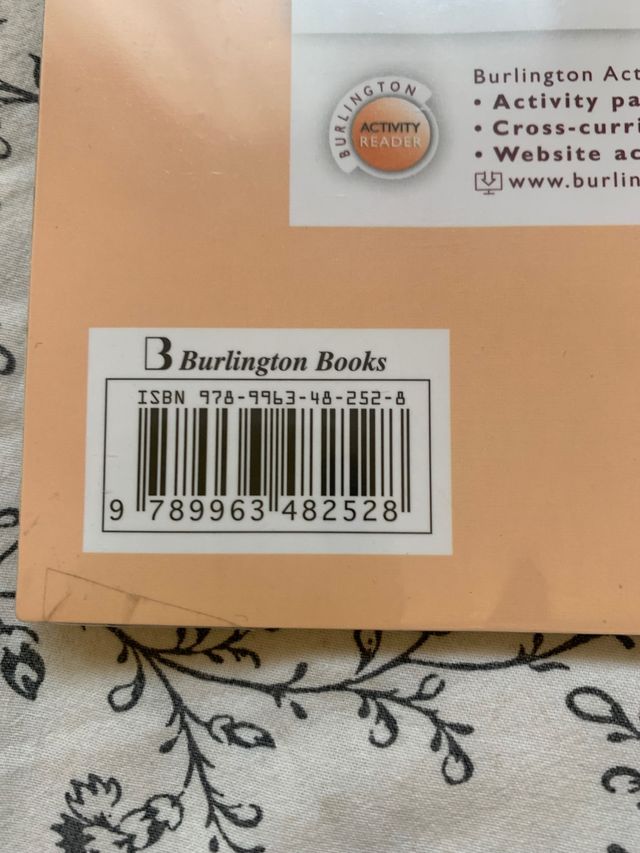 BURLINGTON
ACTIVITY
READER
Burlington Act
• Activity pa
• Cross-curri
• Website ac
www.burlin
B Burlington Books
ISBN 978-9963-48-252-8
9 789963 482528